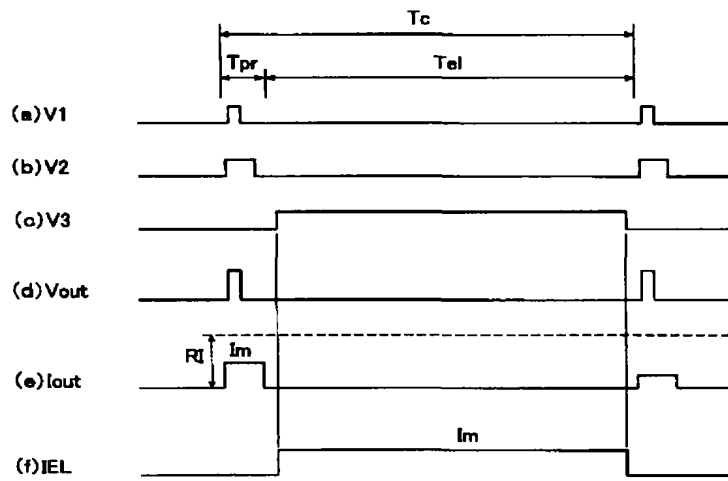 Tc
Tpr
Tel
(a)V1
(b)V2
(c)V3
(d)Vout
RI
Im
(e)Iout
Im
(f)IEL